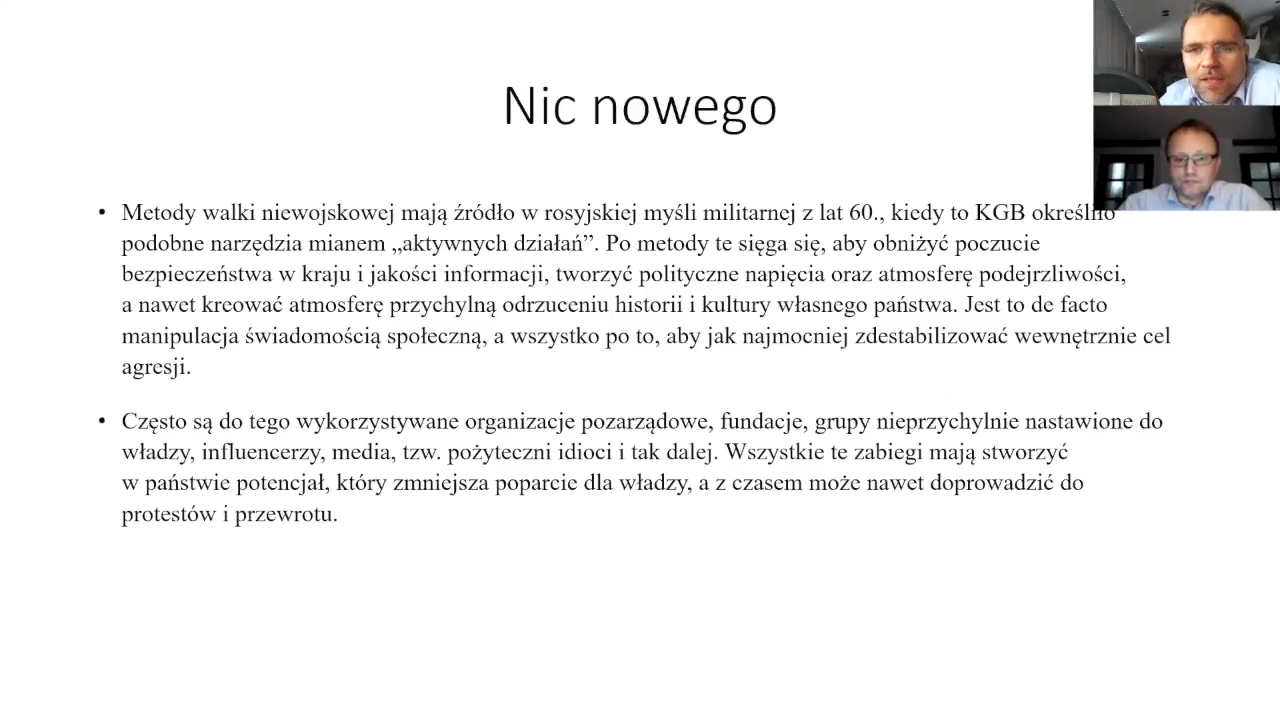 Nic nowego
• Metody walki niewojskowej mają źródło w rosyjskiej myśli militarnej z lat 60., kiedy to KGB określiło
podobne narzędzia mianem „aktywnych działań”. Po metody te sięga się, aby obniżyć poczucie
bezpieczeństwa w kraju i jakości informacji, tworzyć polityczne napięcia oraz atmosferę podejrzliwości,
a nawet kreować atmosferę przychylną odrzuceniu historii i kultury własnego państwa. Jest to de facto
manipulacja świadomością społeczną, a wszystko po to, aby jak najmocniej zdestabilizować wewnętrznie cel
agresji.
• Często są do tego wykorzystywane organizacje pozarządowe, fundacje, grupy nieprzychylnie nastawione do
władzy, influencerzy, media, tzw. pożyteczni idioci i tak dalej. Wszystkie te zabiegi mają stworzyć
w państwie potencjał, który zmniejsza poparcie dla władzy, a z czasem może nawet doprowadzić do
protestów i przewrotu.